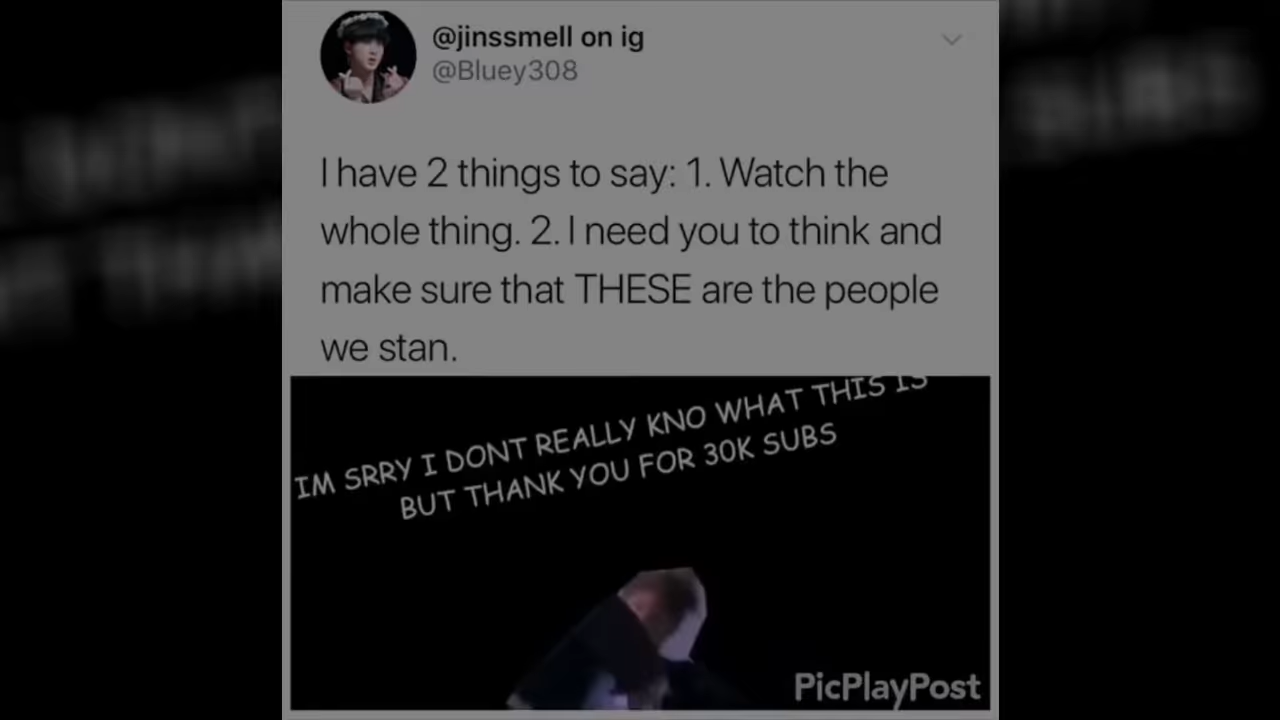 @jinssmell on ig
@Bluey308
I have 2 things to say: 1. Watch the
whole thing. 2. I need you to think and
make sure that THESE are the people
we stan.
IM SRRY I DONT REALLY KNO WHAT THIS IS
BUT THANK YOU FOR 30K SUBS
PicPlayPost